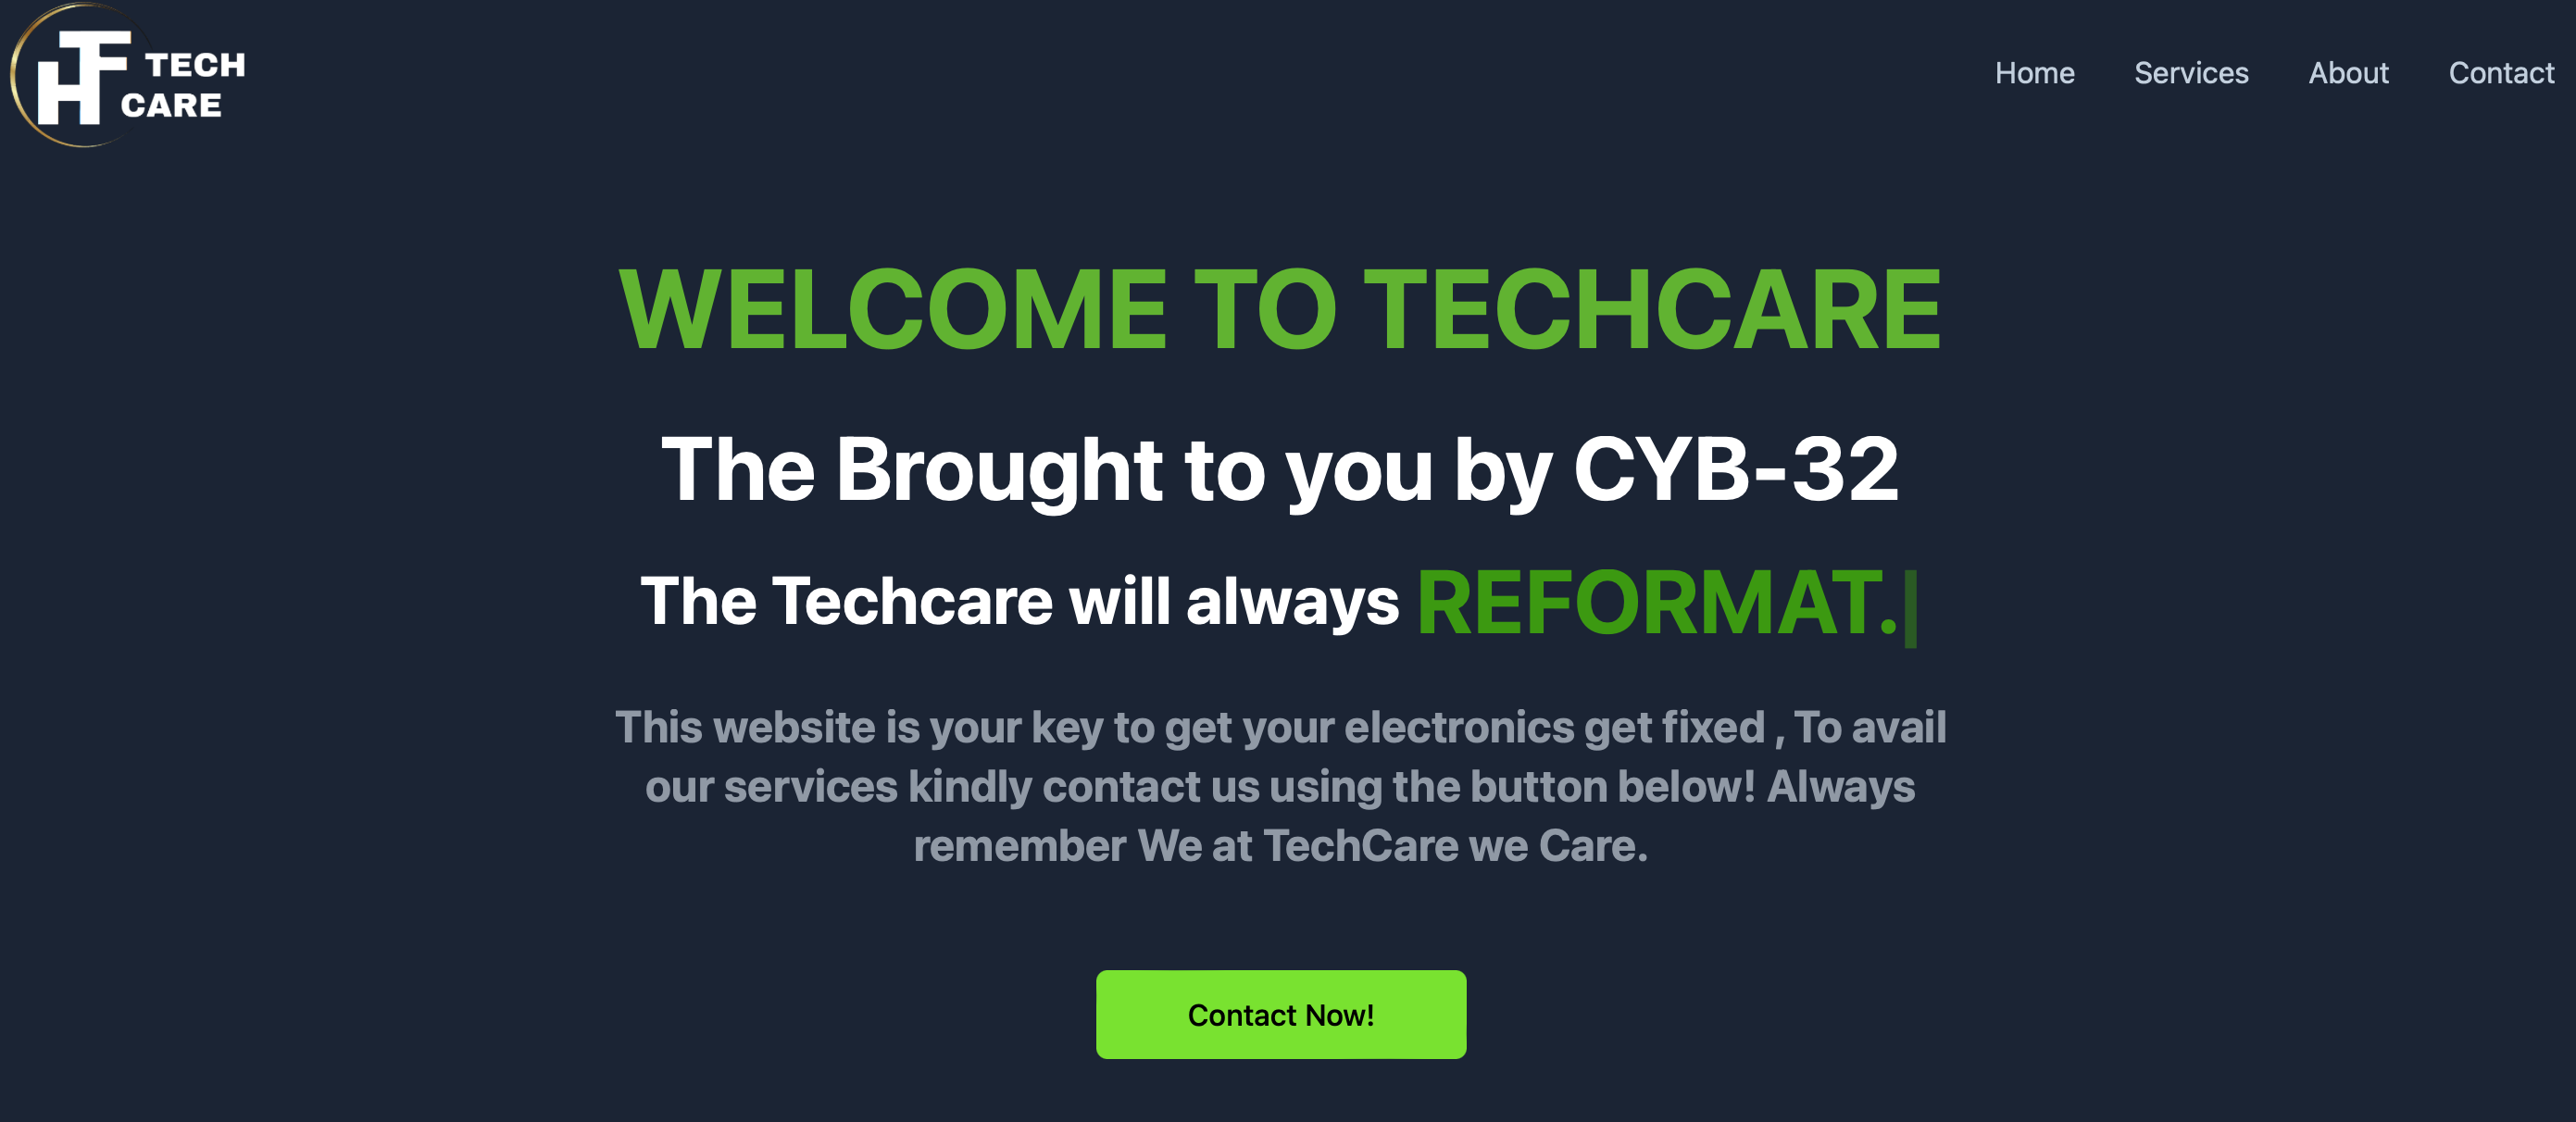 HF TECH
CARE
Home Services About Contact
WELCOME TO TECHCARE
The Brought to you by CYB-32
The Techcare will always REFORMAT.
This website is your key to get your electronics get fixed , To avail
our services kindly contact us using the button below! Always
remember We at TechCare we Care.
Contact Now!